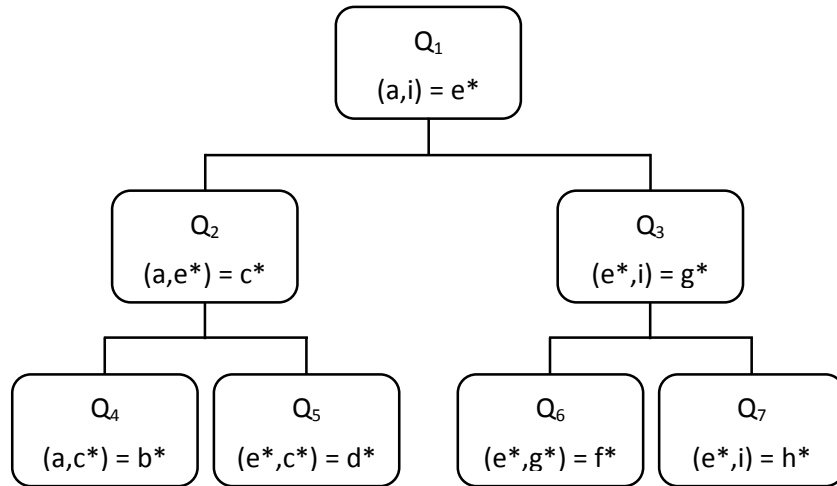 Q₁
(a,i) = e*
Q₂
(a,e*) = c*
Q₃
(e*,i) = g*
Q₄
(a,c*) = b*
Q₅
(e*,c*) = d*
Q₆
(e*,g*) = f*
Q₇
(e*,i) = h*